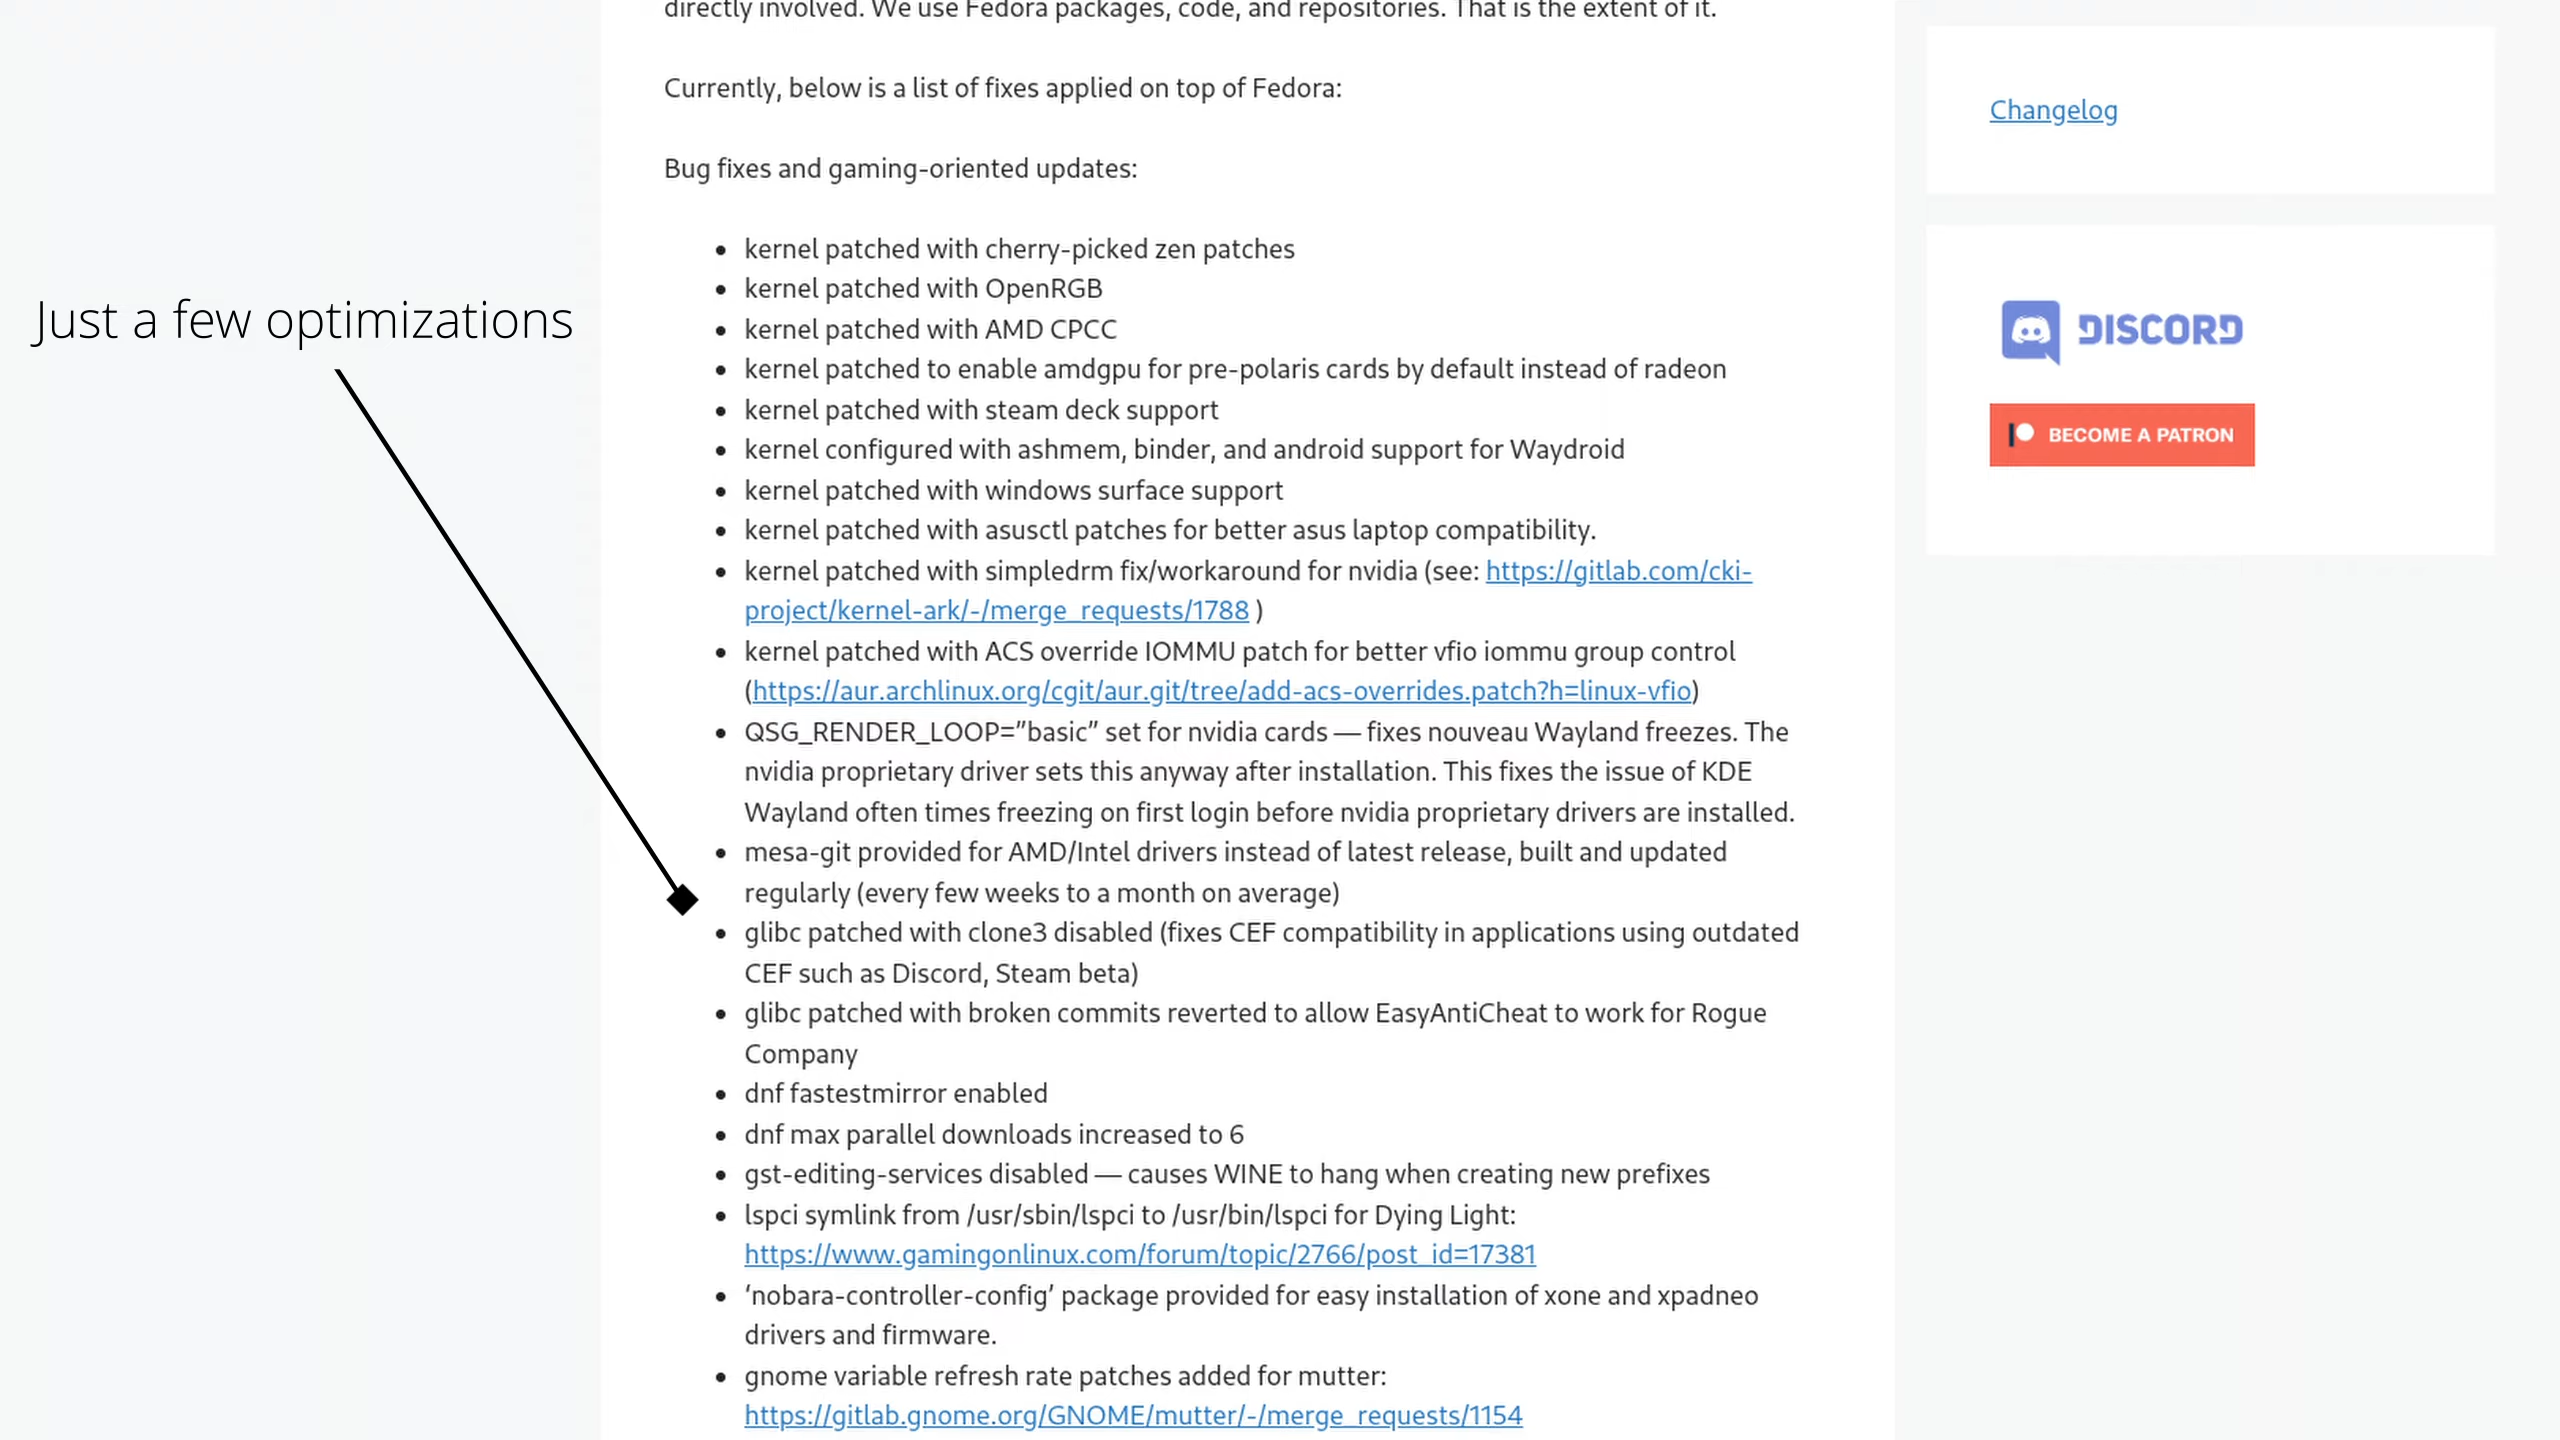 directly involved. We use Fedora packages, code, and repositories. That is the extent of it.
Currently, below is a list of fixes applied on top of Fedora:
Bug fixes and gaming-oriented updates:
kernel patched with cherry-picked zen patches
kernel patched with OpenRGB
kernel patched with AMD CPCC
kernel patched to enable amdgpu for pre-polaris cards by default instead of radeon
kernel patched with steam deck support
kernel configured with ashmem, binder, and android support for Waydroid
kernel patched with windows surface support
kernel patched with asusctl patches for better asus laptop compatibility.
kernel patched with simpledrm fix/workaround for nvidia (see: https://gitlab.com/cki-
project/kernel-ark/-/merge_requests/1788 )
kernel patched with ACS override IOMMU patch for better vfio iommu group control
(https://aur.archlinux.org/cgit/aur.git/tree/add-acs-overrides.patch?h=linux-vfio)
QSG_RENDER_LOOP=”basic” set for nvidia cards — fixes nouveau Wayland freezes. The
nvidia proprietary driver sets this anyway after installation. This fixes the issue of KDE
Wayland often times freezing on first login before nvidia proprietary drivers are installed.
mesa-git provided for AMD/Intel drivers instead of latest release, built and updated
regularly (every few weeks to a month on average)
glibc patched with clone3 disabled (fixes CEF compatibility in applications using outdated
CEF such as Discord, Steam beta)
glibc patched with broken commits reverted to allow EasyAntiCheat to work for Rogue
Company
dnf fastestmirror enabled
dnf max parallel downloads increased to 6
gst-editing-services disabled — causes WINE to hang when creating new prefixes
lspci symlink from /usr/sbin/lspci to /usr/bin/lspci for Dying Light:
https://www.gamingonlinux.com/forum/topic/2766/post_id=17381
‘nobara-controller-config’ package provided for easy installation of xone and xpadneo
drivers and firmware.
gnome variable refresh rate patches added for mutter:
https://gitlab.gnome.org/GNOME/mutter/-/merge_requests/1154
Just a few optimizations
Changelog
DISCORD
BECOME A PATRON